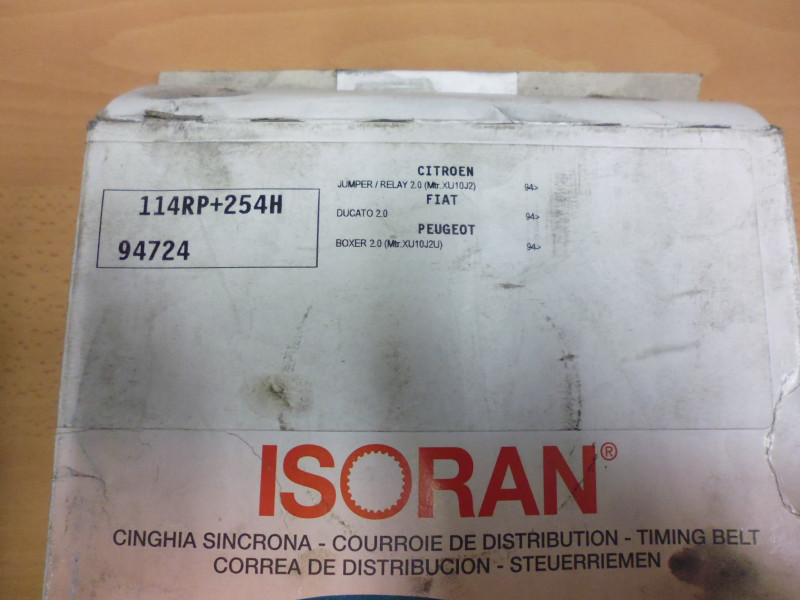 114RP+254H
94724
CITROEN
JUMPER / RELAY 2.0 (Mtr.XU10J2) 94>
FIAT
DUCATO 2.0 94>
PEUGEOT
BOXER 2.0 (Mtr.XU10J2U) 94>
ISORAN®
CINGHIA SINCRONA - COURROIE DE DISTRIBUTION - TIMING BELT
CORREA DE DISTRIBUCION - STEUERRIEMEN